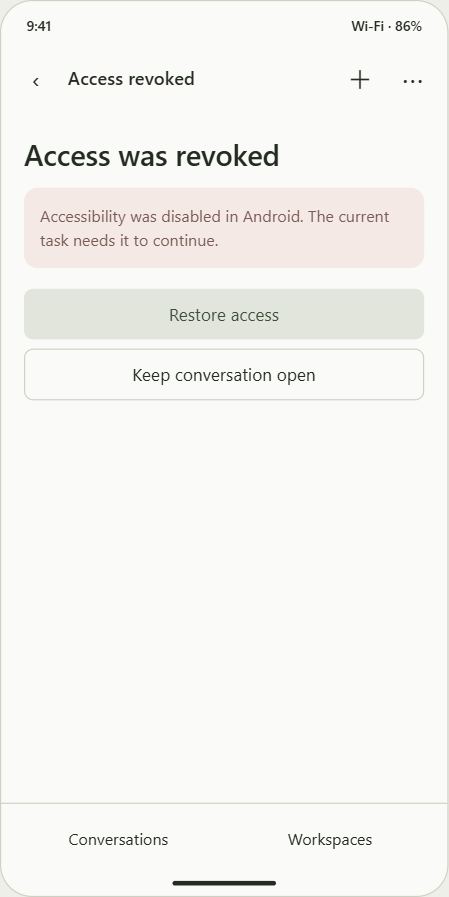 9:41
Wi-Fi · 86%
‹ Access revoked + ...
Access was revoked
Accessibility was disabled in Android. The current
task needs it to continue.
Restore access
Keep conversation open
Conversations
Workspaces